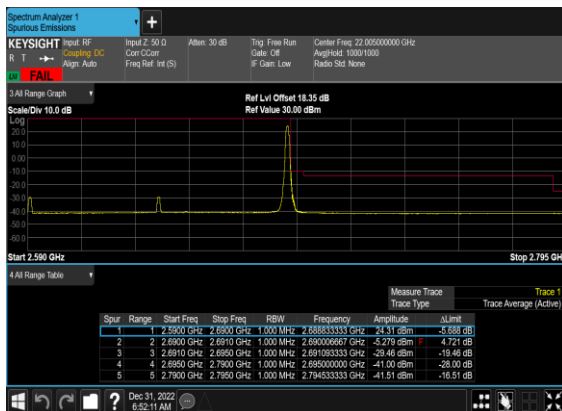 Spectrum Analyzer 1
Spurious Emissions
+
KEYSIGHT Input: RF Input Z: 50 Ω Atten: 30 dB Trig: Free Run Center Freq: 22.005000000 GHz
R T Coupling: DC Corr CCorr Gate: Off Avg|Hold: 1000/1000
Align: Auto Freq Ref: Int (S) IF Gain: Low Radio Std: None
FAIL
3 All Range Graph
Ref Lvl Offset 18.35 dB
Scale/Div 10.0 dB Ref Value 30.00 dBm
Log
20.0
10.0
0.00
-10.0
-20.0
-30.0
-40.0
-50.0
-60.0
Start 2.590 GHz Stop 2.795 GH
4 All Range Table
Measure Trace Trace 1
Trace Type Trace Average (Active)
Spur Range Start Freq Stop Freq RBW Frequency Amplitude ΔLimit
1 1 2.5900 GHz 2.6900 GHz 1.000 MHz 2.688833333 GHz 24.31 dBm -5.688 dB
2 2 2.6900 GHz 2.6910 GHz 1.000 MHz 2.690006667 GHz -5.279 dBm F 4.721 dB
3 3 2.6910 GHz 2.6950 GHz 1.000 MHz 2.691093333 GHz -29.46 dBm -19.46 dB
4 4 2.6950 GHz 2.7900 GHz 1.000 MHz 2.695000000 GHz -41.00 dBm -28.00 dB
5 5 2.7900 GHz 2.7950 GHz 1.000 MHz 2.794533333 GHz -41.51 dBm -16.51 dB
? Dec 31, 2022
6:52:11 AM